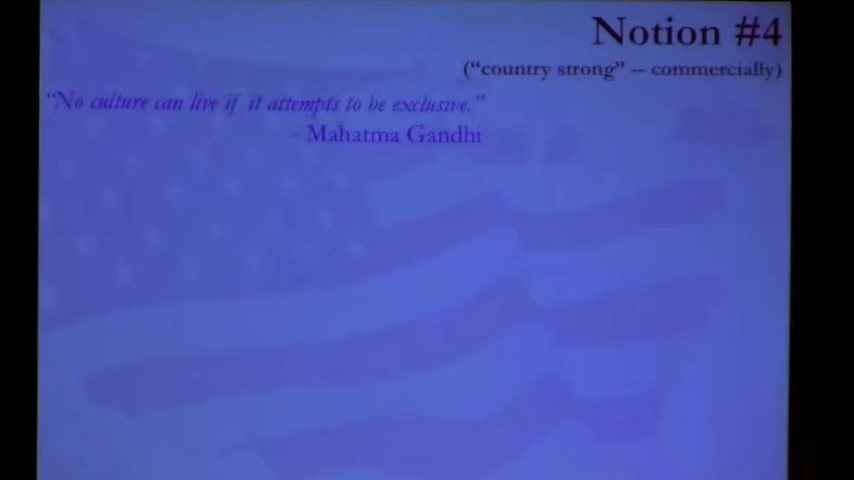 Notion #4
("country strong" – commercially)
"No culture can live if it attempts to be exclusive."
- Mahatma Gandhi